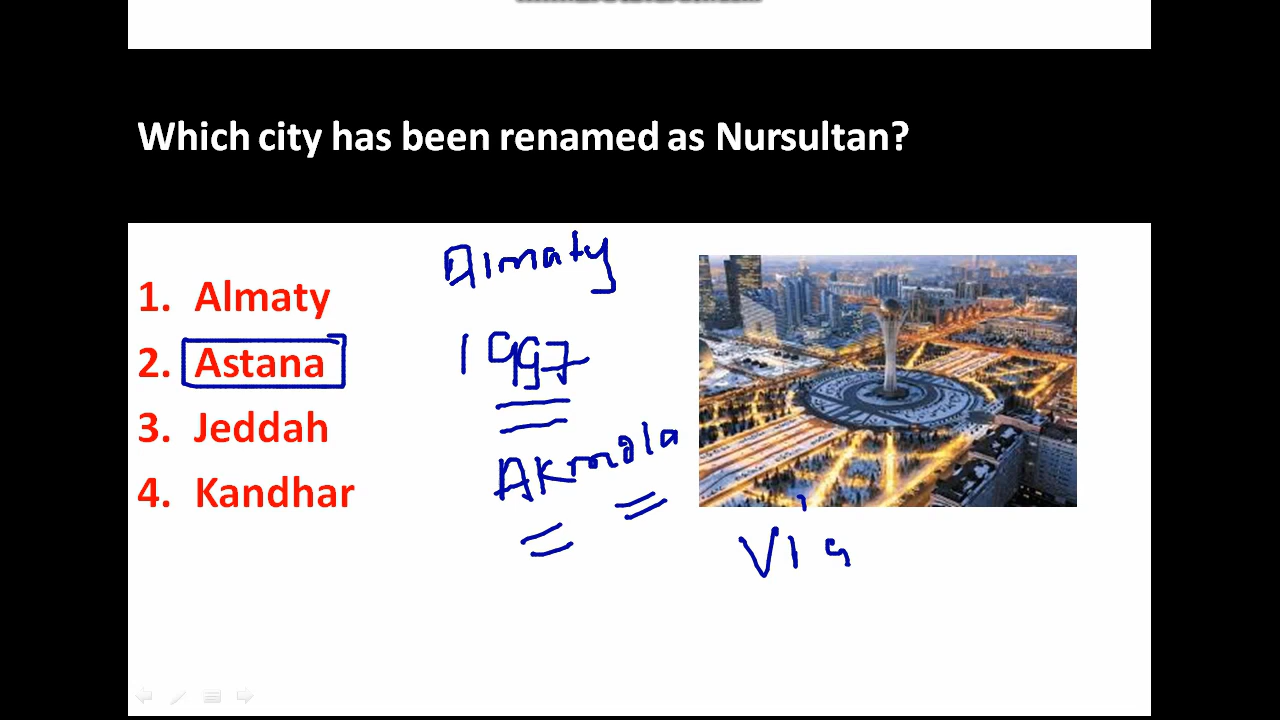 Which city has been renamed as Nursultan?
1. Almaty
2. Astana
3. Jeddah
4. Kandhar
Almaty
1997
Akmola